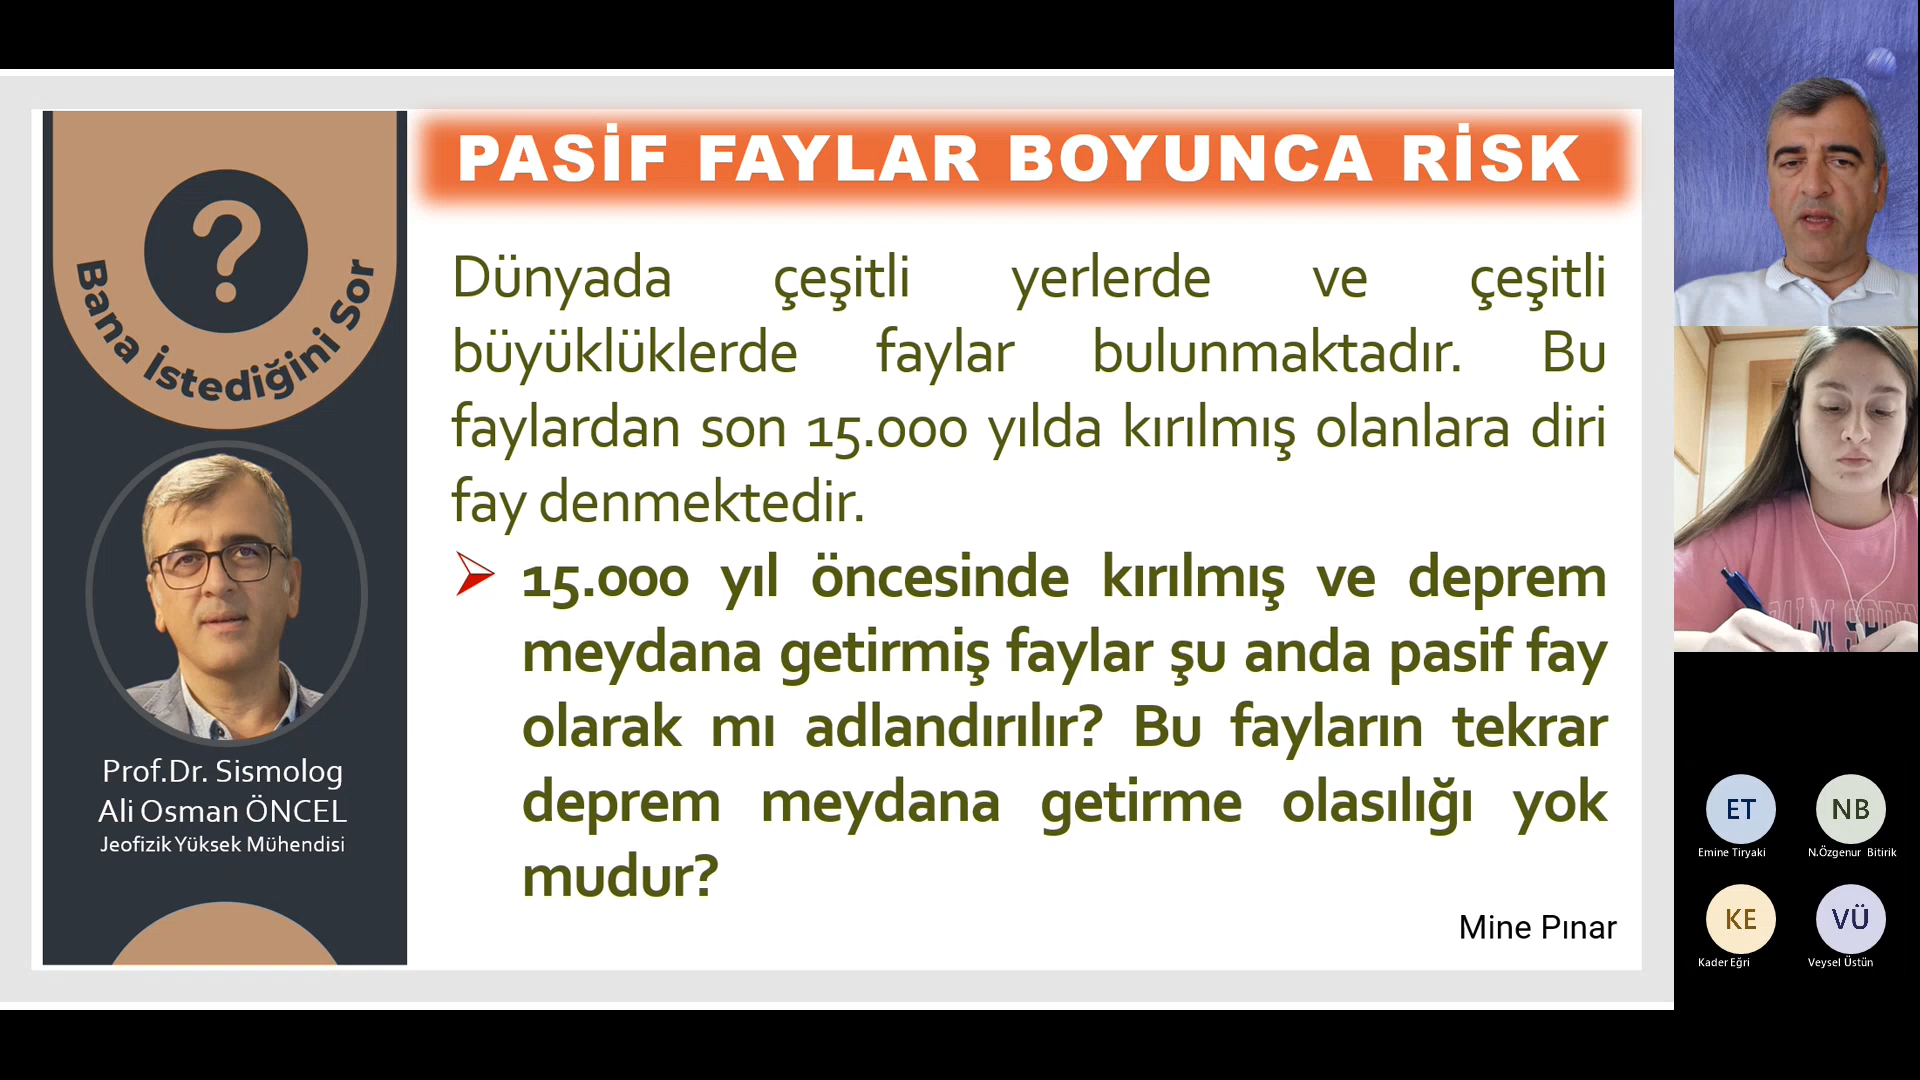 PASİF FAYLAR BOYUNCA RİSK
?
Bana İstediğini Sor
Prof.Dr. Sismolog
Ali Osman ÖNCEL
Jeofizik Yüksek Mühendisi
Dünyada çeşitli yerlerde ve çeşitli
büyüklüklerde faylar bulunmaktadır. Bu
faylardan son 15.000 yılda kırılmış olanlara diri
fay denmektedir.
15.000 yıl öncesinde kırılmış ve deprem
meydana getirmiş faylar şu anda pasif fay
olarak mı adlandırılır? Bu fayların tekrar
deprem meydana getirme olasılığı yok
mudur?
Mine Pınar
ET
Emine Tiryaki
NB
N.Özgenur Bitirik
KE
Kader Eğri
VÜ
Veysel Üstün